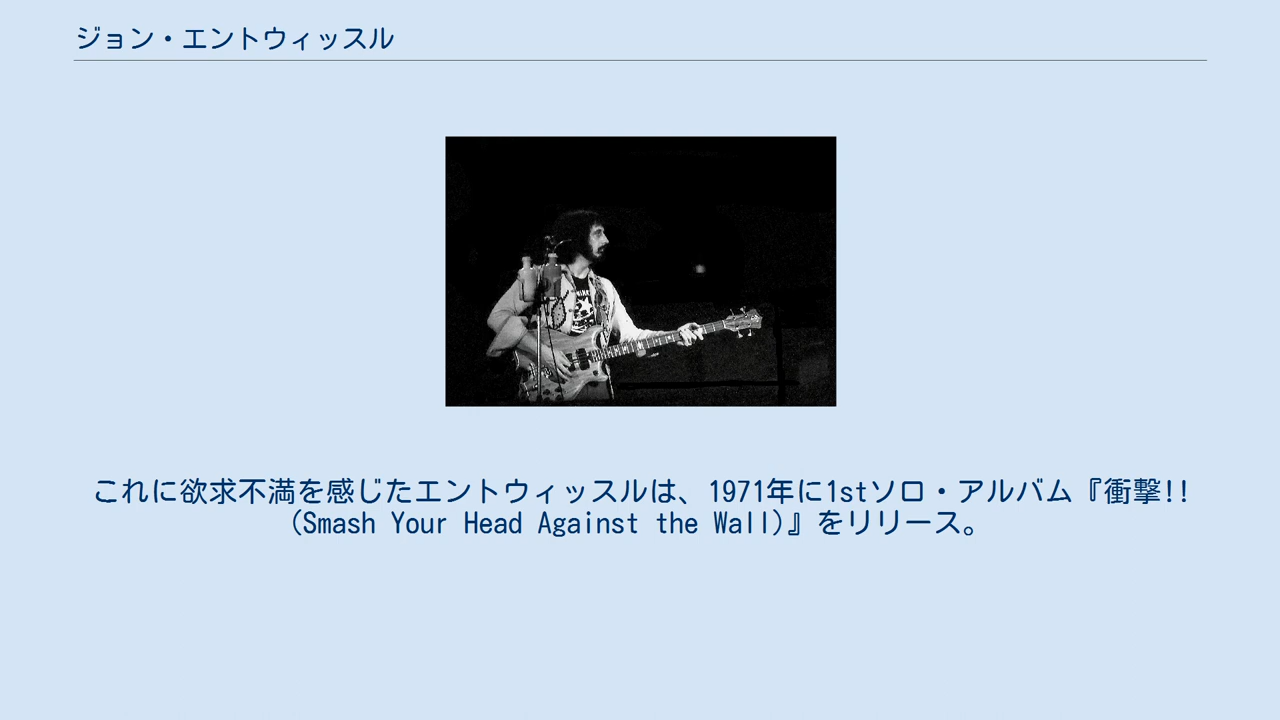 ジョン・エントウィッスル
これに欲求不満を感じたエントウィッスルは、1971年に1stソロ・アルバム『衝撃!!
(Smash Your Head Against the Wall)』をリリース。